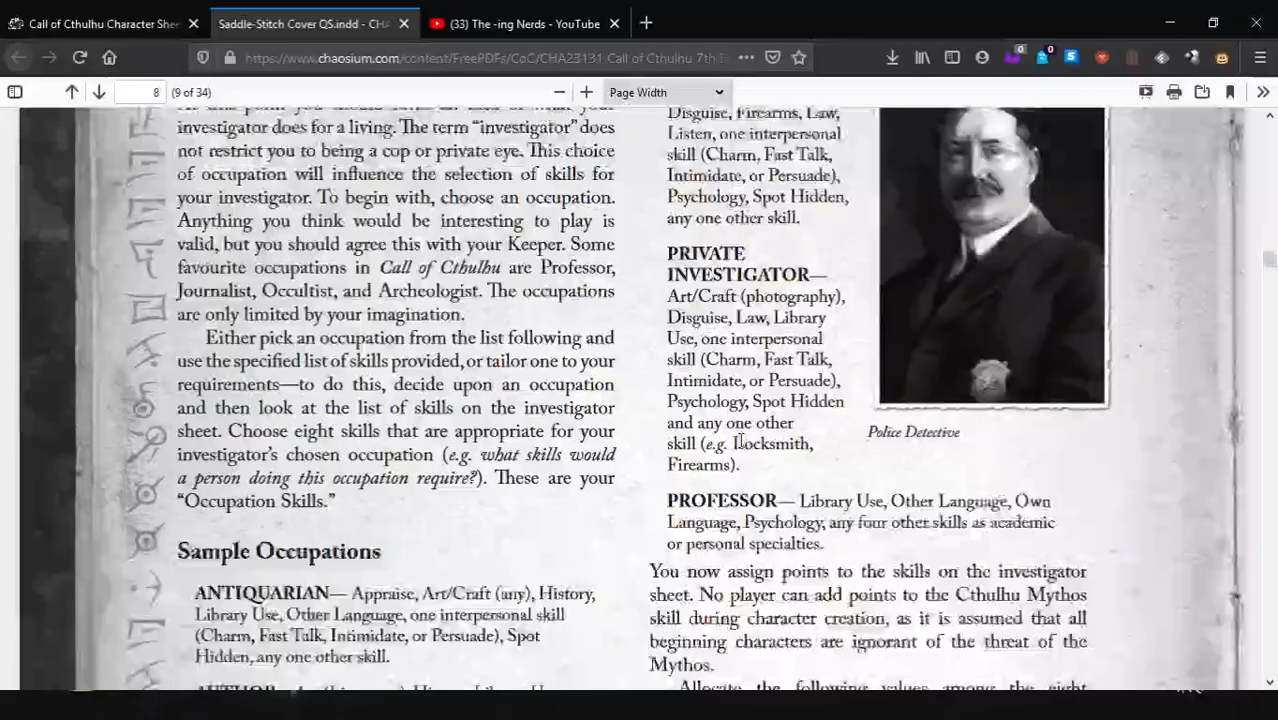 Call of Cthulhu Character Shee
Saddle-Stitch Cover QS.indd - CHA
(33) The -ing Nerds - YouTube
https://www.chaosium.com/content/FreePDFs/CoC/CHA23131 Call of Cthulhu 7th E
0
0
8
(9 of 34)
Page Width
investigator does for a living. The term “investigator” does
not restrict you to being a cop or private eye. This choice
of occupation will influence the selection of skills for
your investigator. To begin with, choose an occupation.
Anything you think would be interesting to play is
valid, but you should agree this with your Keeper. Some
favourite occupations in Call of Cthulhu are Professor,
Journalist, Occultist, and Archeologist. The occupations
are only limited by your imagination.
Either pick an occupation from the list following and
use the specified list of skills provided, or tailor one to your
requirements—to do this, decide upon an occupation
and then look at the list of skills on the investigator
sheet. Choose eight skills that are appropriate for your
investigator’s chosen occupation (e.g. what skills would
a person doing this occupation require?). These are your
“Occupation Skills.”
Sample Occupations
ANTIQUARIAN— Appraise, Art/Craft (any), History,
Library Use, Other Language, one interpersonal skill
(Charm, Fast Talk, Intimidate, or Persuade), Spot
Hidden, any one other skill.
Disguise, Firearms, Law,
Listen, one interpersonal
skill (Charm, Fast Talk,
Intimidate, or Persuade),
Psychology, Spot Hidden,
any one other skill.
PRIVATE
INVESTIGATOR—
Art/Craft (photography),
Disguise, Law, Library
Use, one interpersonal
skill (Charm, Fast Talk,
Intimidate, or Persuade),
Psychology, Spot Hidden
and any one other
skill (e.g. Locksmith,
Firearms).
Police Detective
PROFESSOR— Library Use, Other Language, Own
Language, Psychology, any four other skills as academic
or personal specialties.
You now assign points to the skills on the investigator
sheet. No player can add points to the Cthulhu Mythos
skill during character creation, as it is assumed that all
beginning characters are ignorant of the threat of the
Mythos.
Allocate the following values among the eight